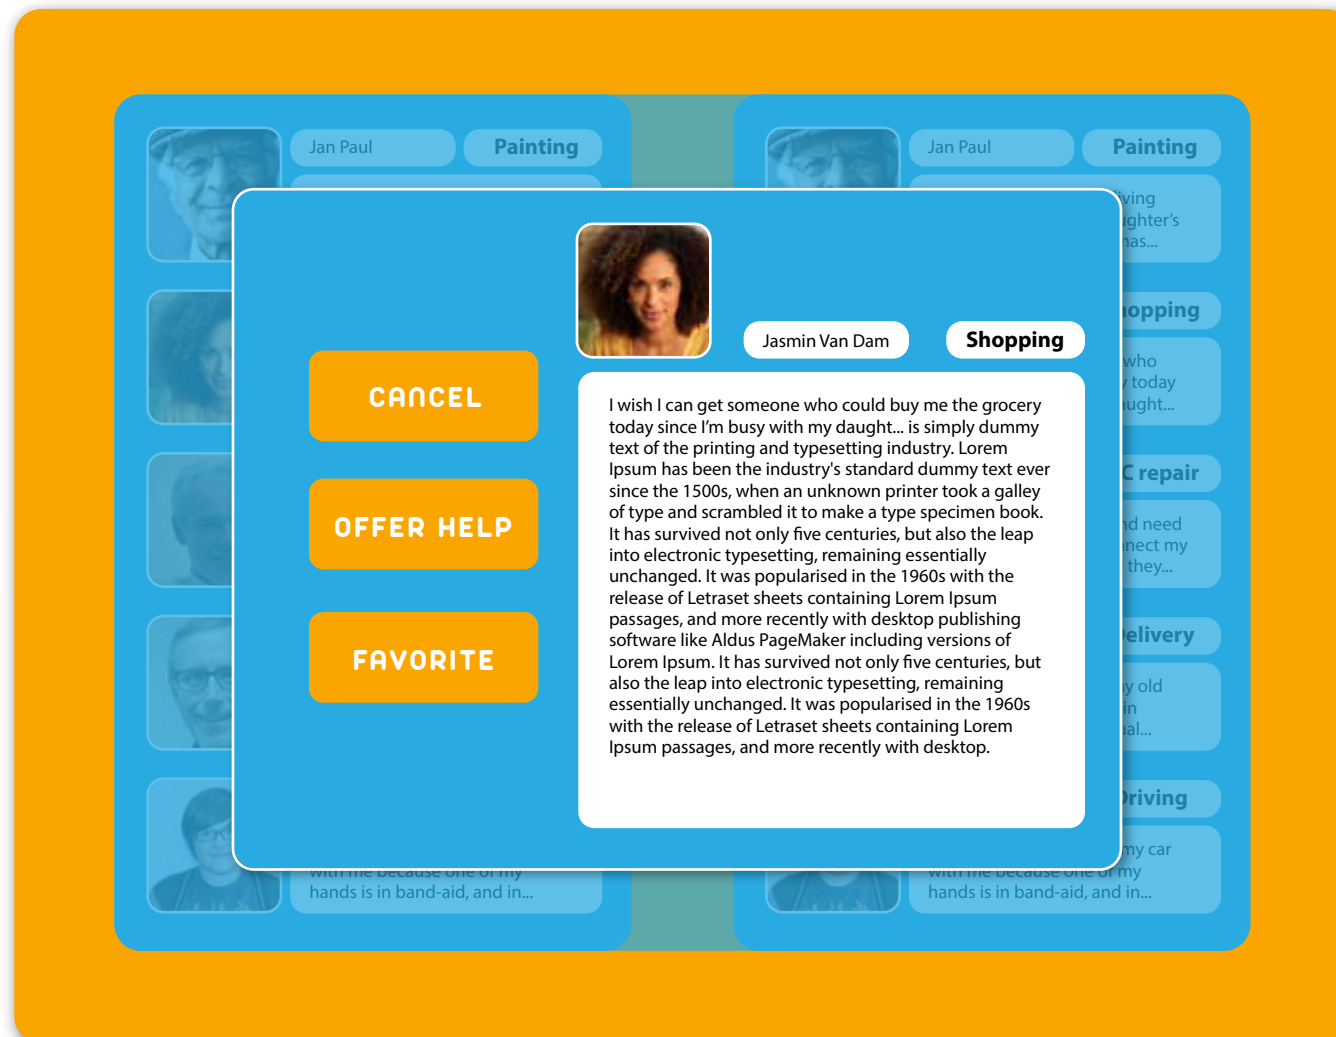 Jan Paul
Painting
Jan Paul
Painting
iving
ughter's
nas...
Jasmin Van Dam
Shopping
opping
who
today
aught...
CANCEL
OFFER HELP
FAVORITE
I wish I can get someone who could buy me the grocery
today since I'm busy with my daught... is simply dummy
text of the printing and typesetting industry. Lorem
Ipsum has been the industry's standard dummy text ever
since the 1500s, when an unknown printer took a galley
of type and scrambled it to make a type specimen book.
It has survived not only five centuries, but also the leap
into electronic typesetting, remaining essentially
unchanged. It was popularised in the 1960s with the
release of Letraset sheets containing Lorem Ipsum
passages, and more recently with desktop publishing
software like Aldus PageMaker including versions of
Lorem Ipsum. It has survived not only five centuries, but
also the leap into electronic typesetting, remaining
essentially unchanged. It was popularised in the 1960s
with the release of Letraset sheets containing Lorem
Ipsum passages, and more recently with desktop.
C repair
nd need
nnect my
they...
Delivery
y old
in
ual...
Driving
my car
with me because one of my
hands is in band-aid, and in...
with me because one of my
hands is in band-aid, and in...